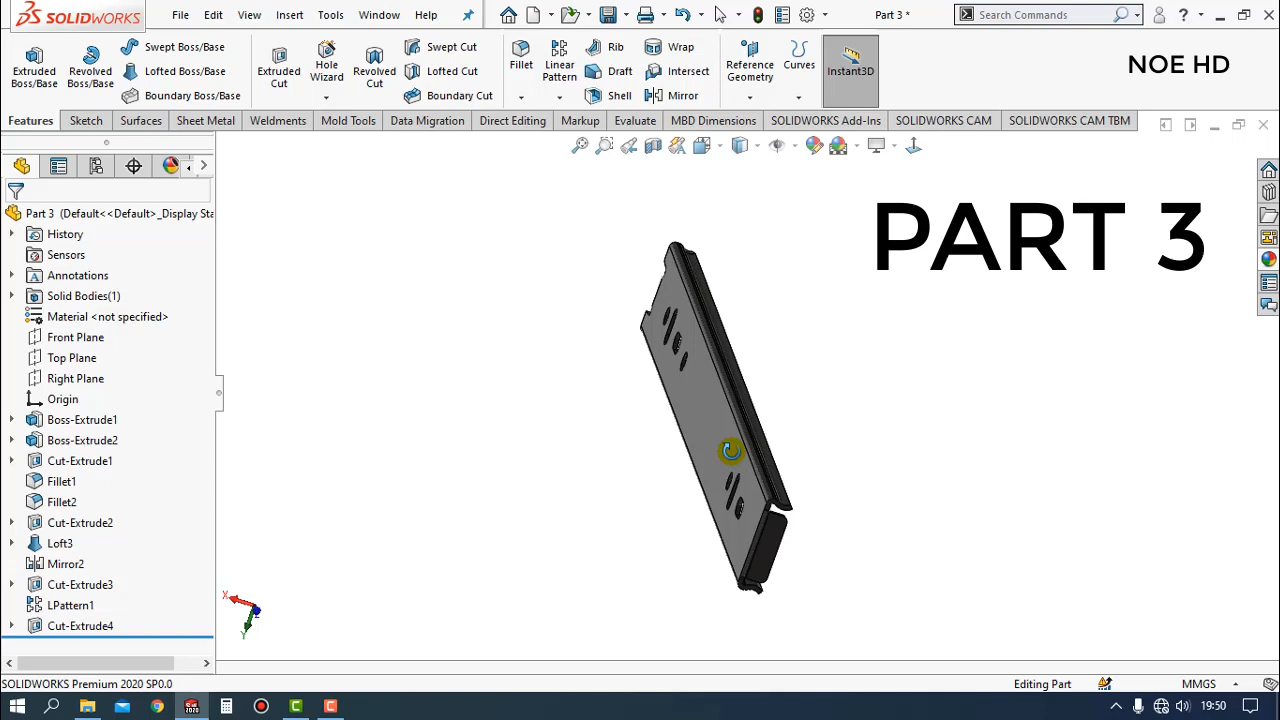 SOLIDWORKS
File Edit View Insert Tools Window Help
Part 3 *
Search Commands
?
Extruded Boss/Base
Revolved Boss/Base
Swept Boss/Base
Lofted Boss/Base
Boundary Boss/Base
Extruded Cut
Hole Wizard
Revolved Cut
Swept Cut
Lofted Cut
Boundary Cut
Fillet
Linear Pattern
Rib
Draft
Shell
Wrap
Intersect
Mirror
Reference Geometry
Curves
Instant3D
NOE HD
Features Sketch Surfaces Sheet Metal Weldments Mold Tools Data Migration Direct Editing Markup Evaluate MBD Dimensions SOLIDWORKS Add-Ins SOLIDWORKS CAM SOLIDWORKS CAM TBM
PART 3
Part 3 (Default<<Default>_Display Sta
History
Sensors
Annotations
Solid Bodies(1)
Material <not specified>
Front Plane
Top Plane
Right Plane
Origin
Boss-Extrude1
Boss-Extrude2
Cut-Extrude1
Fillet1
Fillet2
Cut-Extrude2
Loft3
Mirror2
Cut-Extrude3
LPattern1
Cut-Extrude4
X
Y
Z
SOLIDWORKS Premium 2020 SP0.0
Editing Part
MMGS
19:50